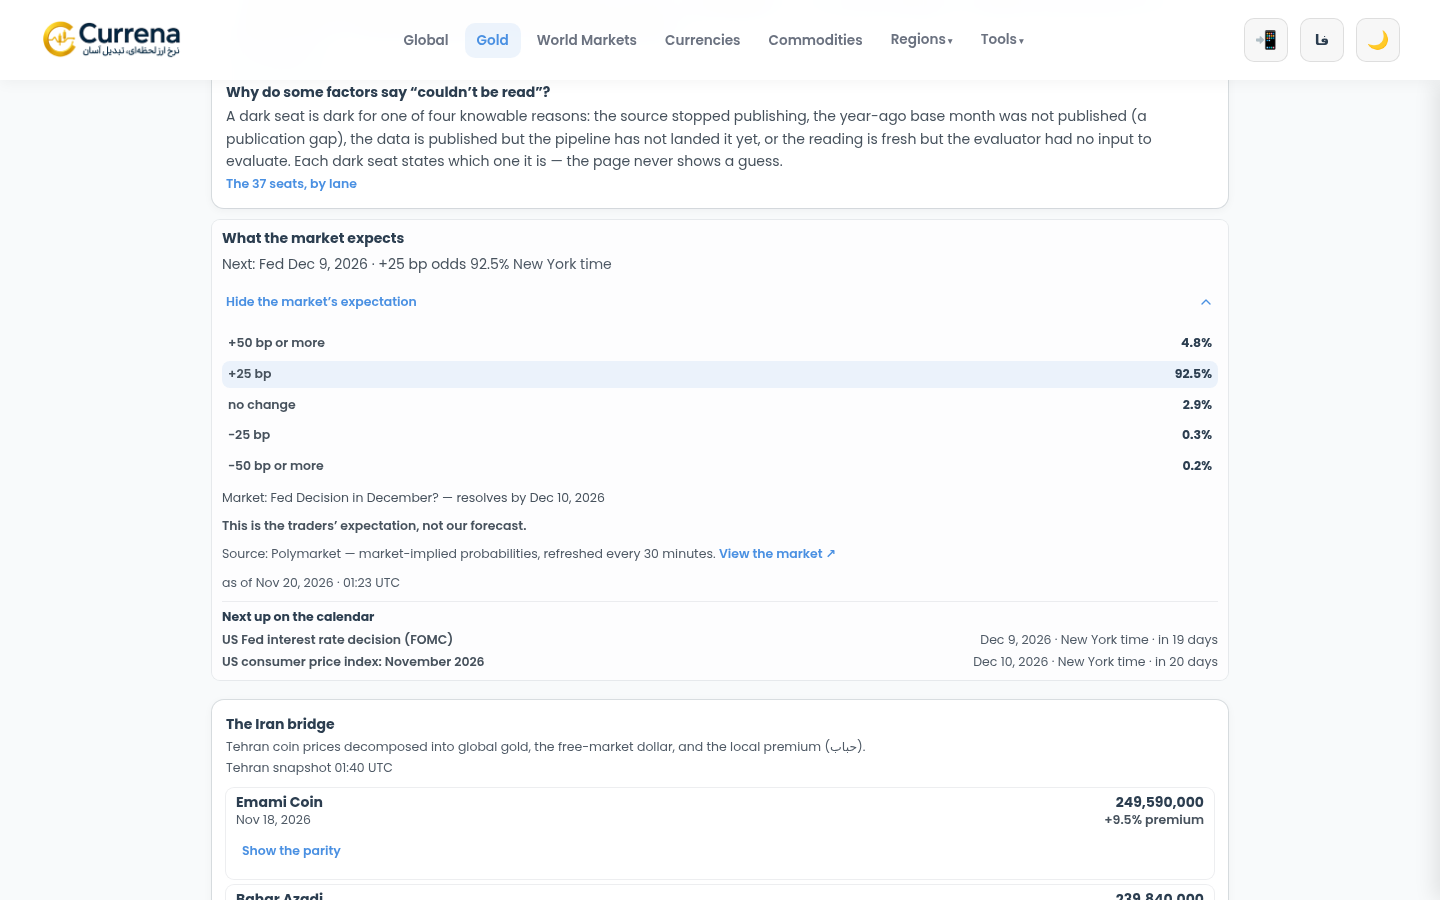 Currena
نرخ ارز لحظه‌ای، تبدیل آسان
Global
Gold
World Markets
Currencies
Commodities
Regions ▾
Tools ▾
فا
Why do some factors say “couldn’t be read”?
A dark seat is dark for one of four knowable reasons: the source stopped publishing, the year-ago base month was not published (a
publication gap), the data is published but the pipeline has not landed it yet, or the reading is fresh but the evaluator had no input to
evaluate. Each dark seat states which one it is — the page never shows a guess.
The 37 seats, by lane
What the market expects
Next: Fed Dec 9, 2026 · +25 bp odds 92.5% New York time
Hide the market’s expectation
+50 bp or more 4.8%
+25 bp 92.5%
no change 2.9%
-25 bp 0.3%
-50 bp or more 0.2%
Market: Fed Decision in December? — resolves by Dec 10, 2026
This is the traders’ expectation, not our forecast.
Source: Polymarket — market-implied probabilities, refreshed every 30 minutes. View the market ↗
as of Nov 20, 2026 · 01:23 UTC
Next up on the calendar
US Fed interest rate decision (FOMC) Dec 9, 2026 · New York time · in 19 days
US consumer price index: November 2026 Dec 10, 2026 · New York time · in 20 days
The Iran bridge
Tehran coin prices decomposed into global gold, the free-market dollar, and the local premium (حباب).
Tehran snapshot 01:40 UTC
Emami Coin 249,590,000
Nov 18, 2026 +9.5% premium
Show the parity
Bahar Azadi 239,840,000